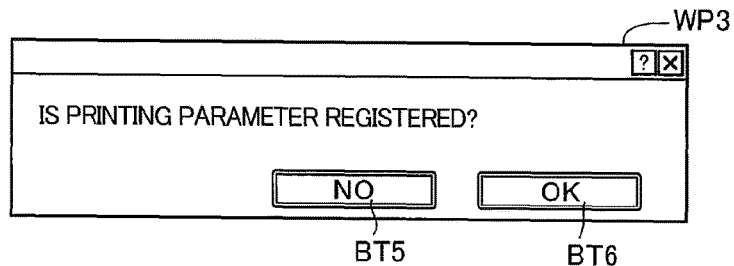 WP3
? X
IS PRINTING PARAMETER REGISTERED?
NO OK
BT5 BT6